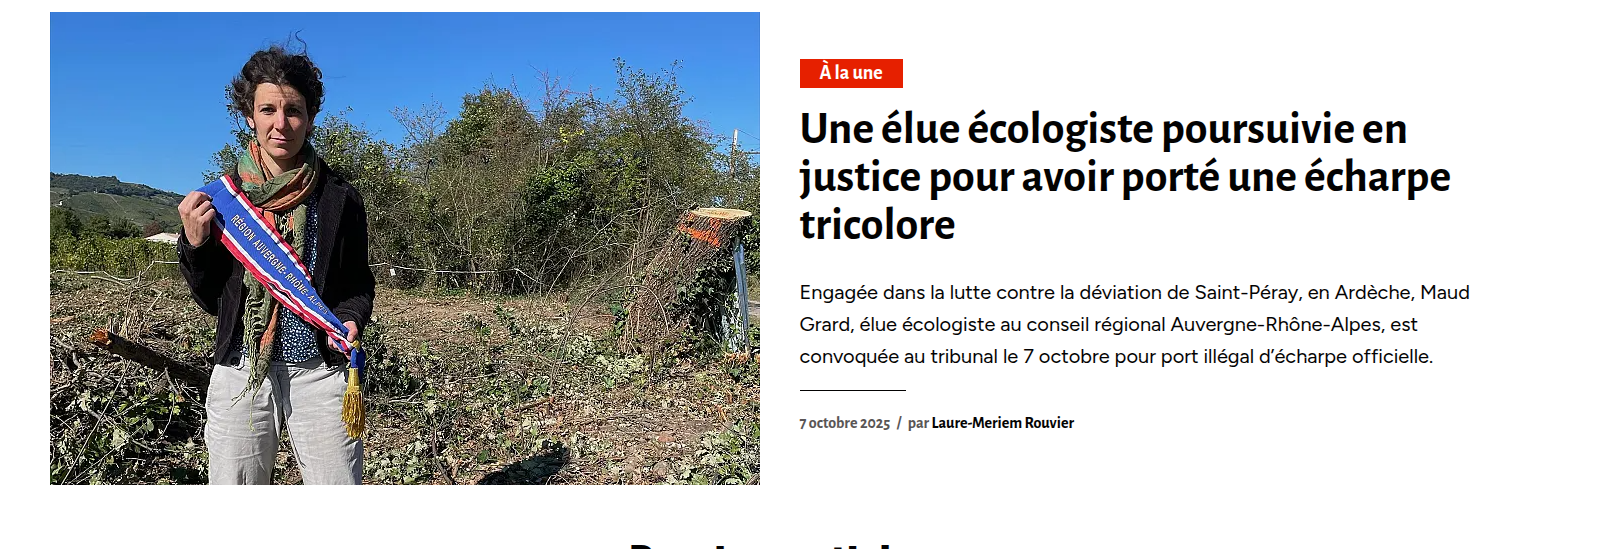 RÉGION AUVERGNE-RHÔNE-ALPES
À la une
Une élue écologiste poursuivie en
justice pour avoir porté une écharpe
tricolore
Engagée dans la lutte contre la déviation de Saint-Péray, en Ardèche, Maud
Grard, élue écologiste au conseil régional Auvergne-Rhône-Alpes, est
convoquée au tribunal le 7 octobre pour port illégal d’écharpe officielle.
7 octobre 2025 / par Laure-Meriem Rouvier